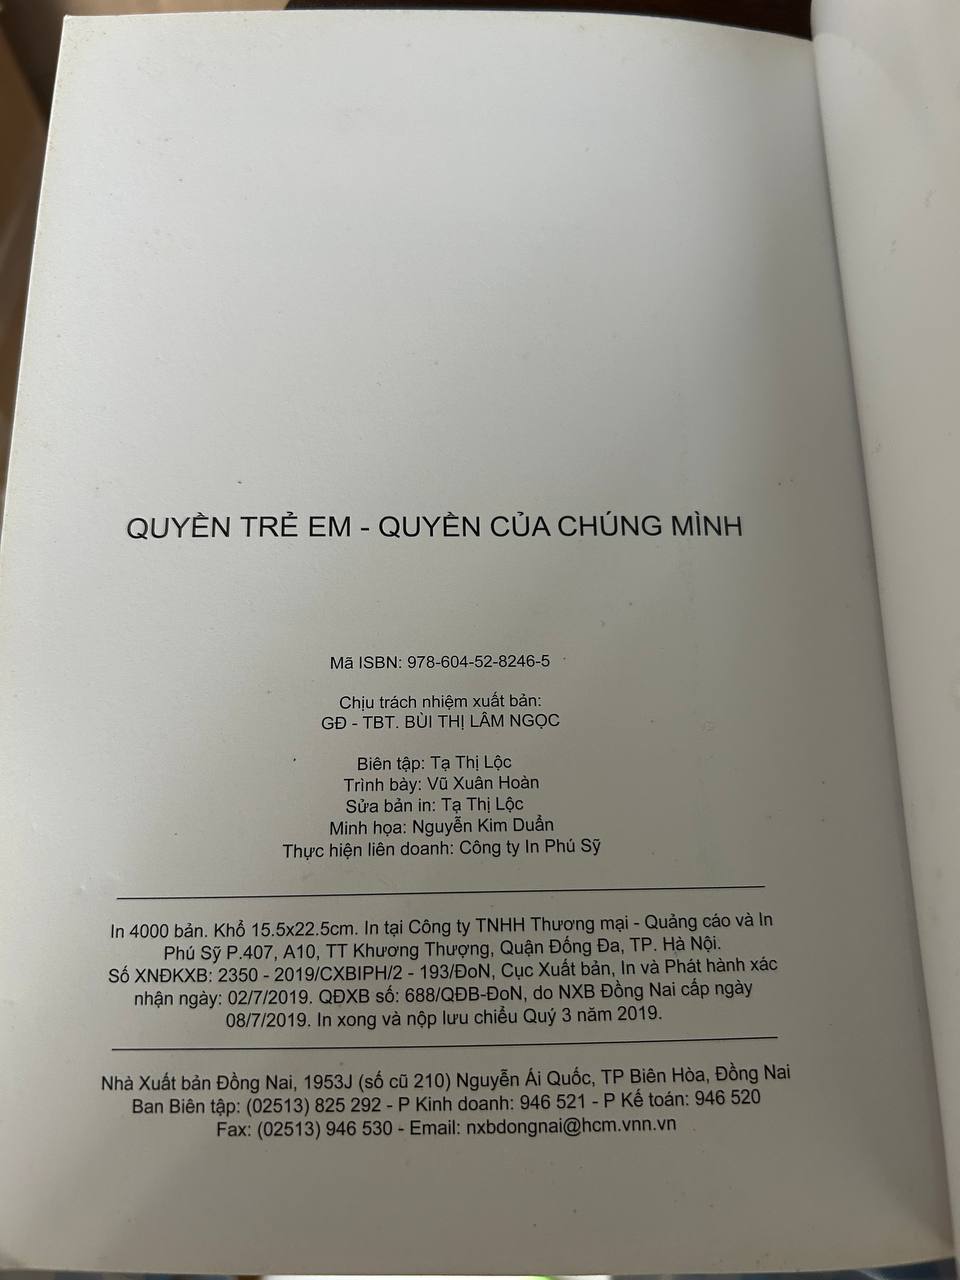 QUYỀN TRẺ EM - QUYỀN CỦA CHÚNG MÌNH
Mã ISBN: 978-604-52-8246-5
Chịu trách nhiệm xuất bản:
GĐ - TBT. BÙI THỊ LÂM NGỌC
Biên tập: Tạ Thị Lộc
Trình bày: Vũ Xuân Hoàn
Sửa bản in: Tạ Thị Lộc
Minh họa: Nguyễn Kim Duẩn
Thực hiện liên doanh: Công ty In Phú Sỹ
In 4000 bản. Khổ 15.5x22.5cm. In tại Công ty TNHH Thương mại - Quảng cáo và In
Phú Sỹ P.407, A10, TT Khương Thượng, Quận Đống Đa, TP. Hà Nội.
Số XNĐKXB: 2350 - 2019/CXBIPH/2 - 193/ĐoN, Cục Xuất bản, In và Phát hành xác
nhận ngày: 02/7/2019. QĐXB số: 688/QĐB-ĐoN, do NXB Đồng Nai cấp ngày
08/7/2019. In xong và nộp lưu chiểu Quý 3 năm 2019.
Nhà Xuất bản Đồng Nai, 1953J (số cũ 210) Nguyễn Ái Quốc, TP Biên Hòa, Đồng Nai
Ban Biên tập: (02513) 825 292 - P Kinh doanh: 946 521 - P Kế toán: 946 520
Fax: (02513) 946 530 - Email: nxbdongnai@hcm.vnn.vn